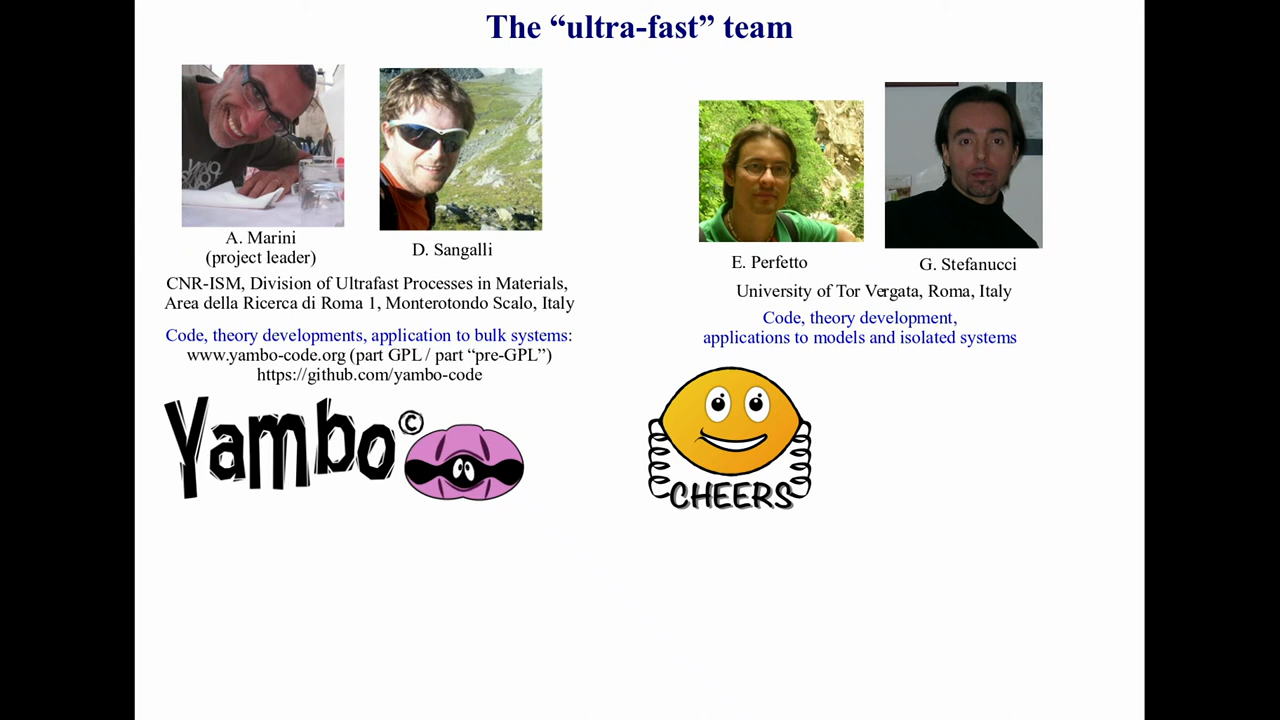 The “ultra-fast” team
A. Marini
(project leader)
D. Sangalli
CNR-ISM, Division of Ultrafast Processes in Materials,
Area della Ricerca di Roma 1, Monterotondo Scalo, Italy
Code, theory developments, application to bulk systems:
www.yambo-code.org (part GPL / part “pre-GPL”)
https://github.com/yambo-code
Yambo©
E. Perfetto
G. Stefanucci
University of Tor Vergata, Roma, Italy
Code, theory development,
applications to models and isolated systems
CHEERS